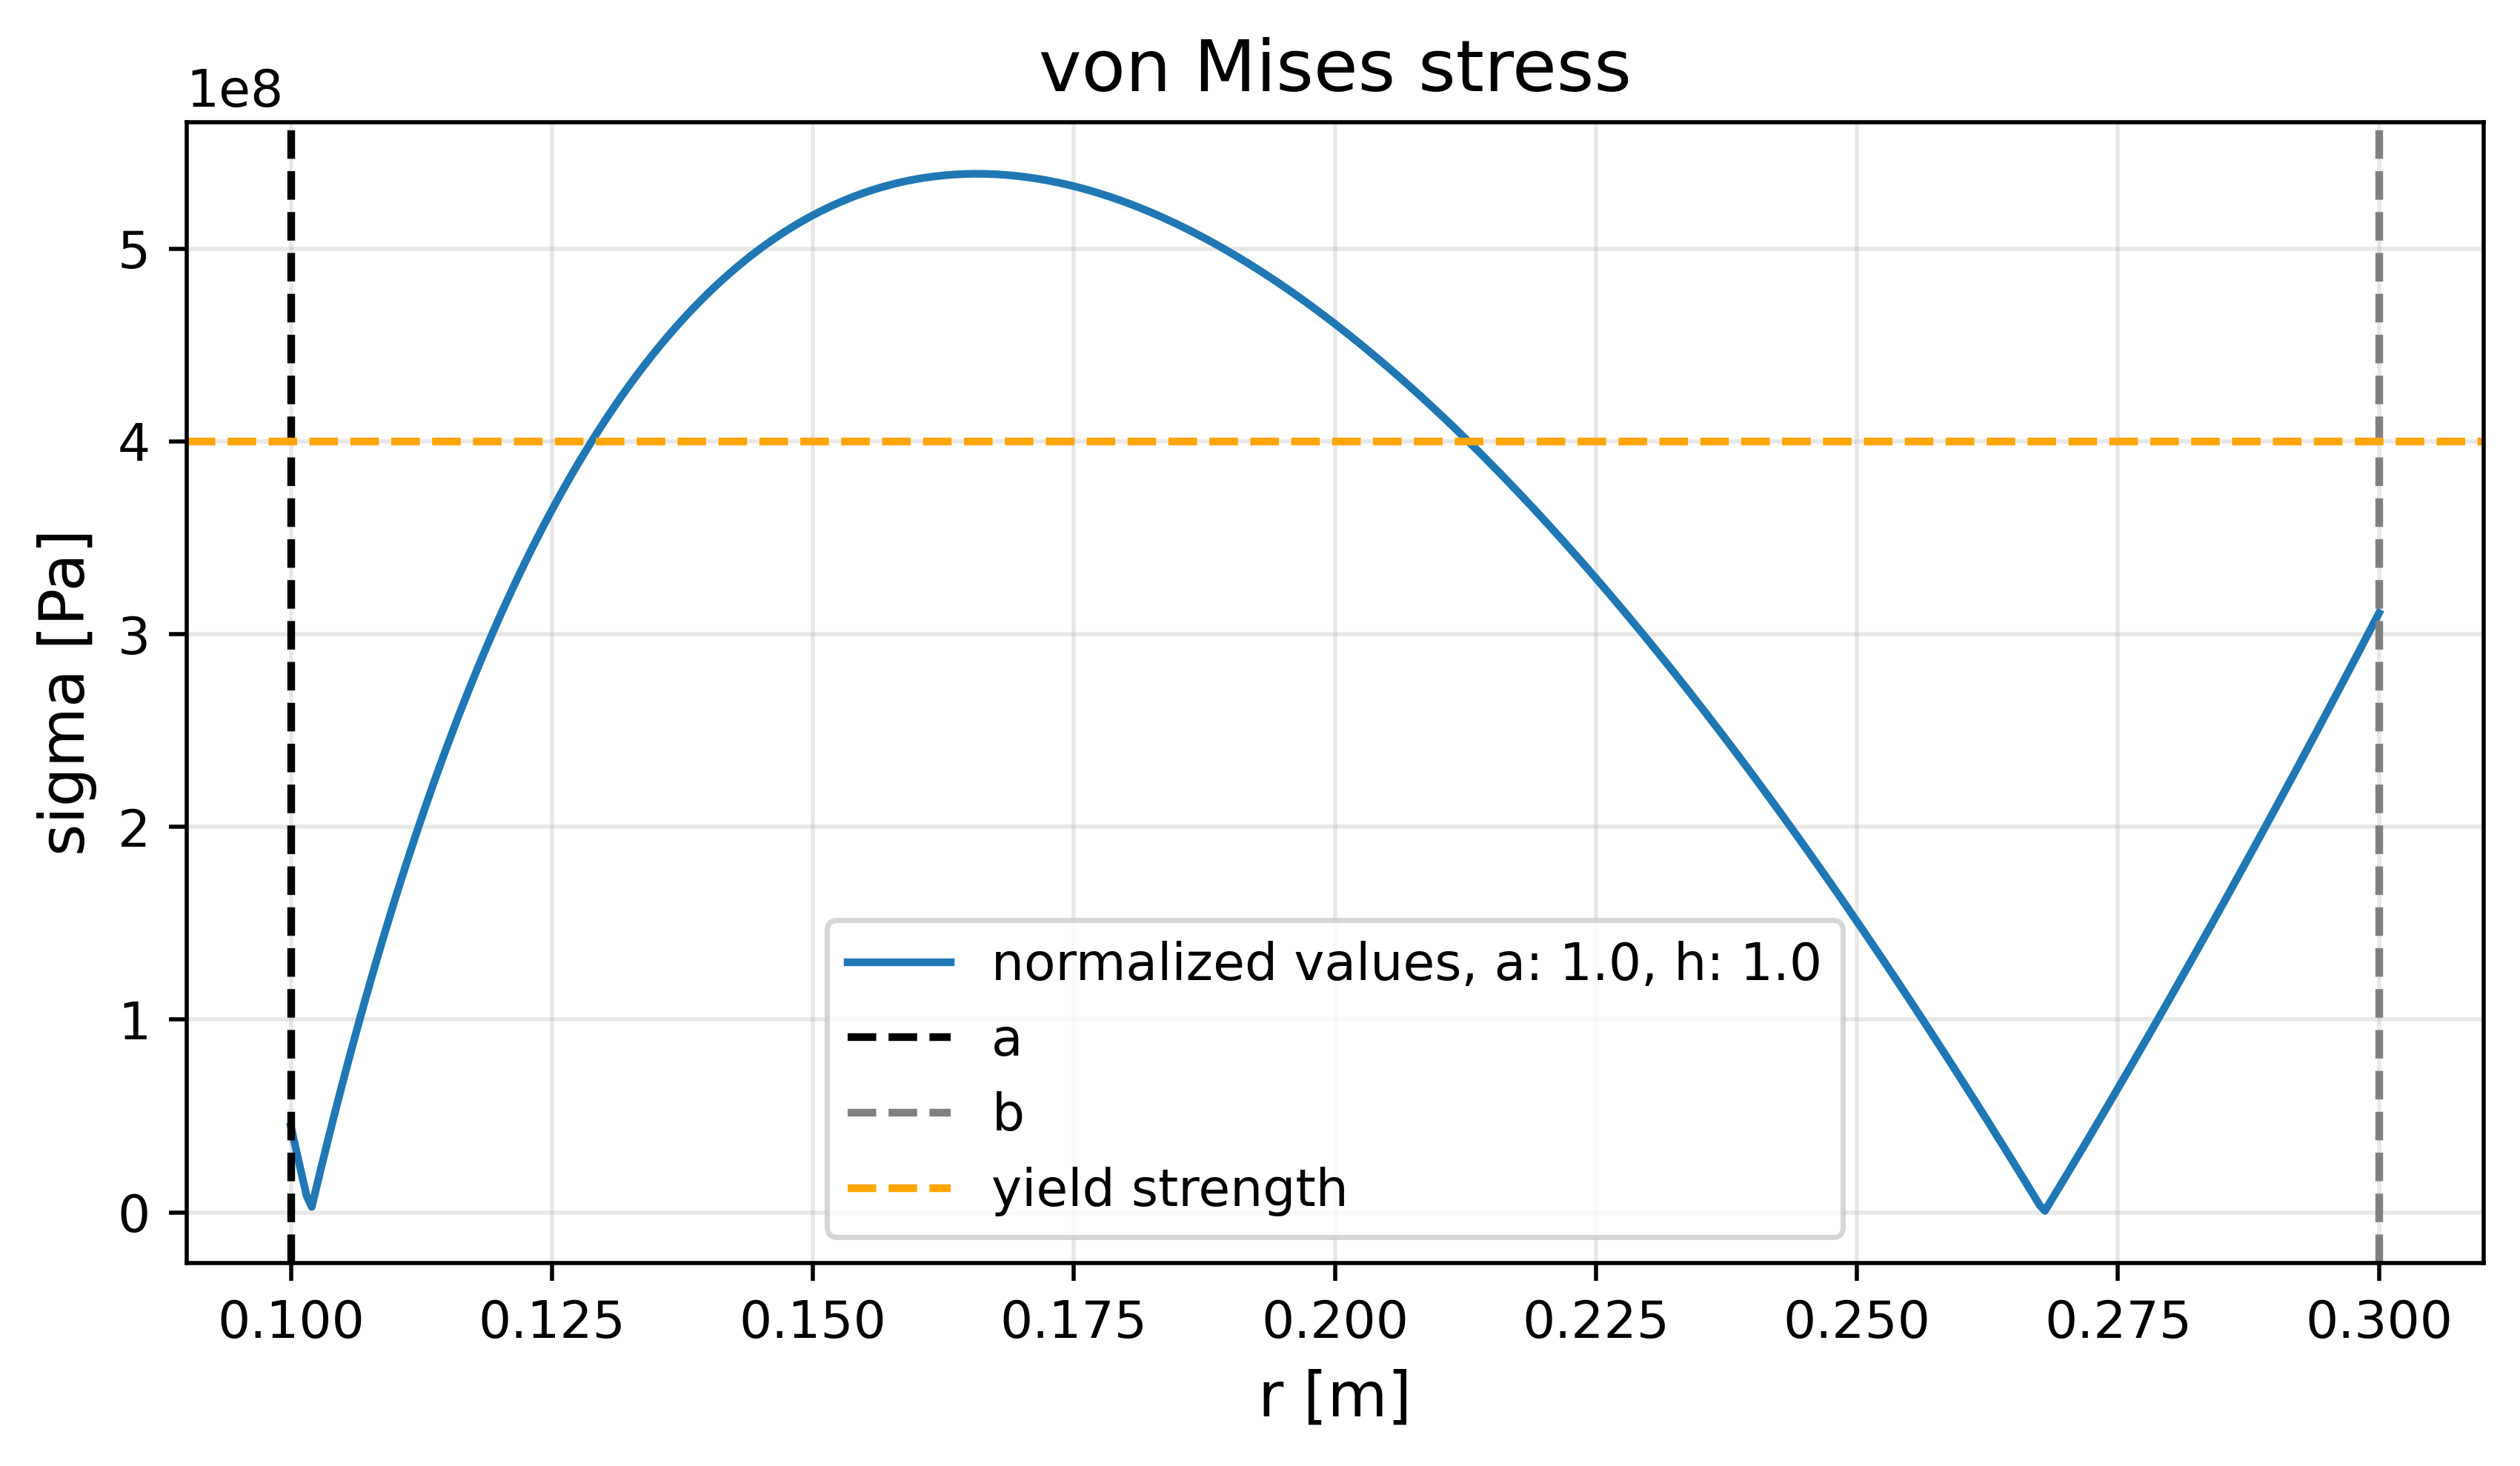 von Mises stress
1e8
5
4
3
2
1
0
sigma [Pa]
normalized values, a: 1.0, h: 1.0
a
b
yield strength
0.100 0.125 0.150 0.175 0.200 0.225 0.250 0.275 0.300
r [m]